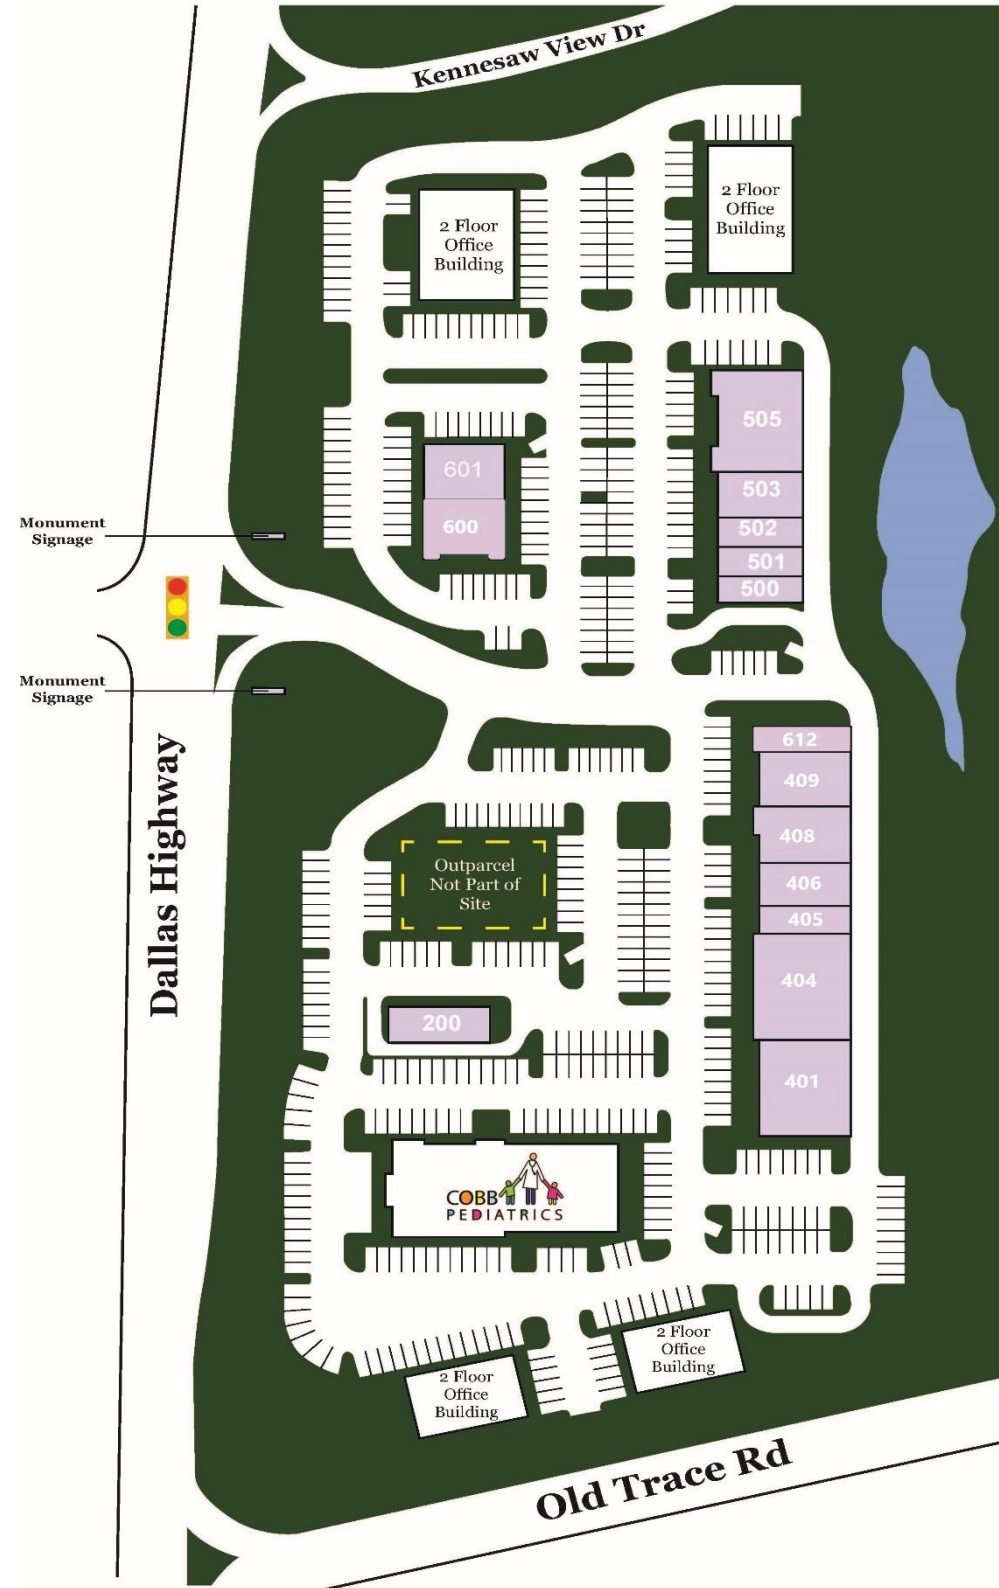 Kennesaw View Dr
2 Floor
Office
Building
2 Floor
Office
Building
505
601
503
600
502
501
500
Monument
Signage
Monument
Signage
Dallas Highway
612
409
408
Outparcel
Not Part of
Site
406
405
404
200
401
COBB
PEDIATRICS
2 Floor
Office
Building
2 Floor
Office
Building
Old Trace Rd